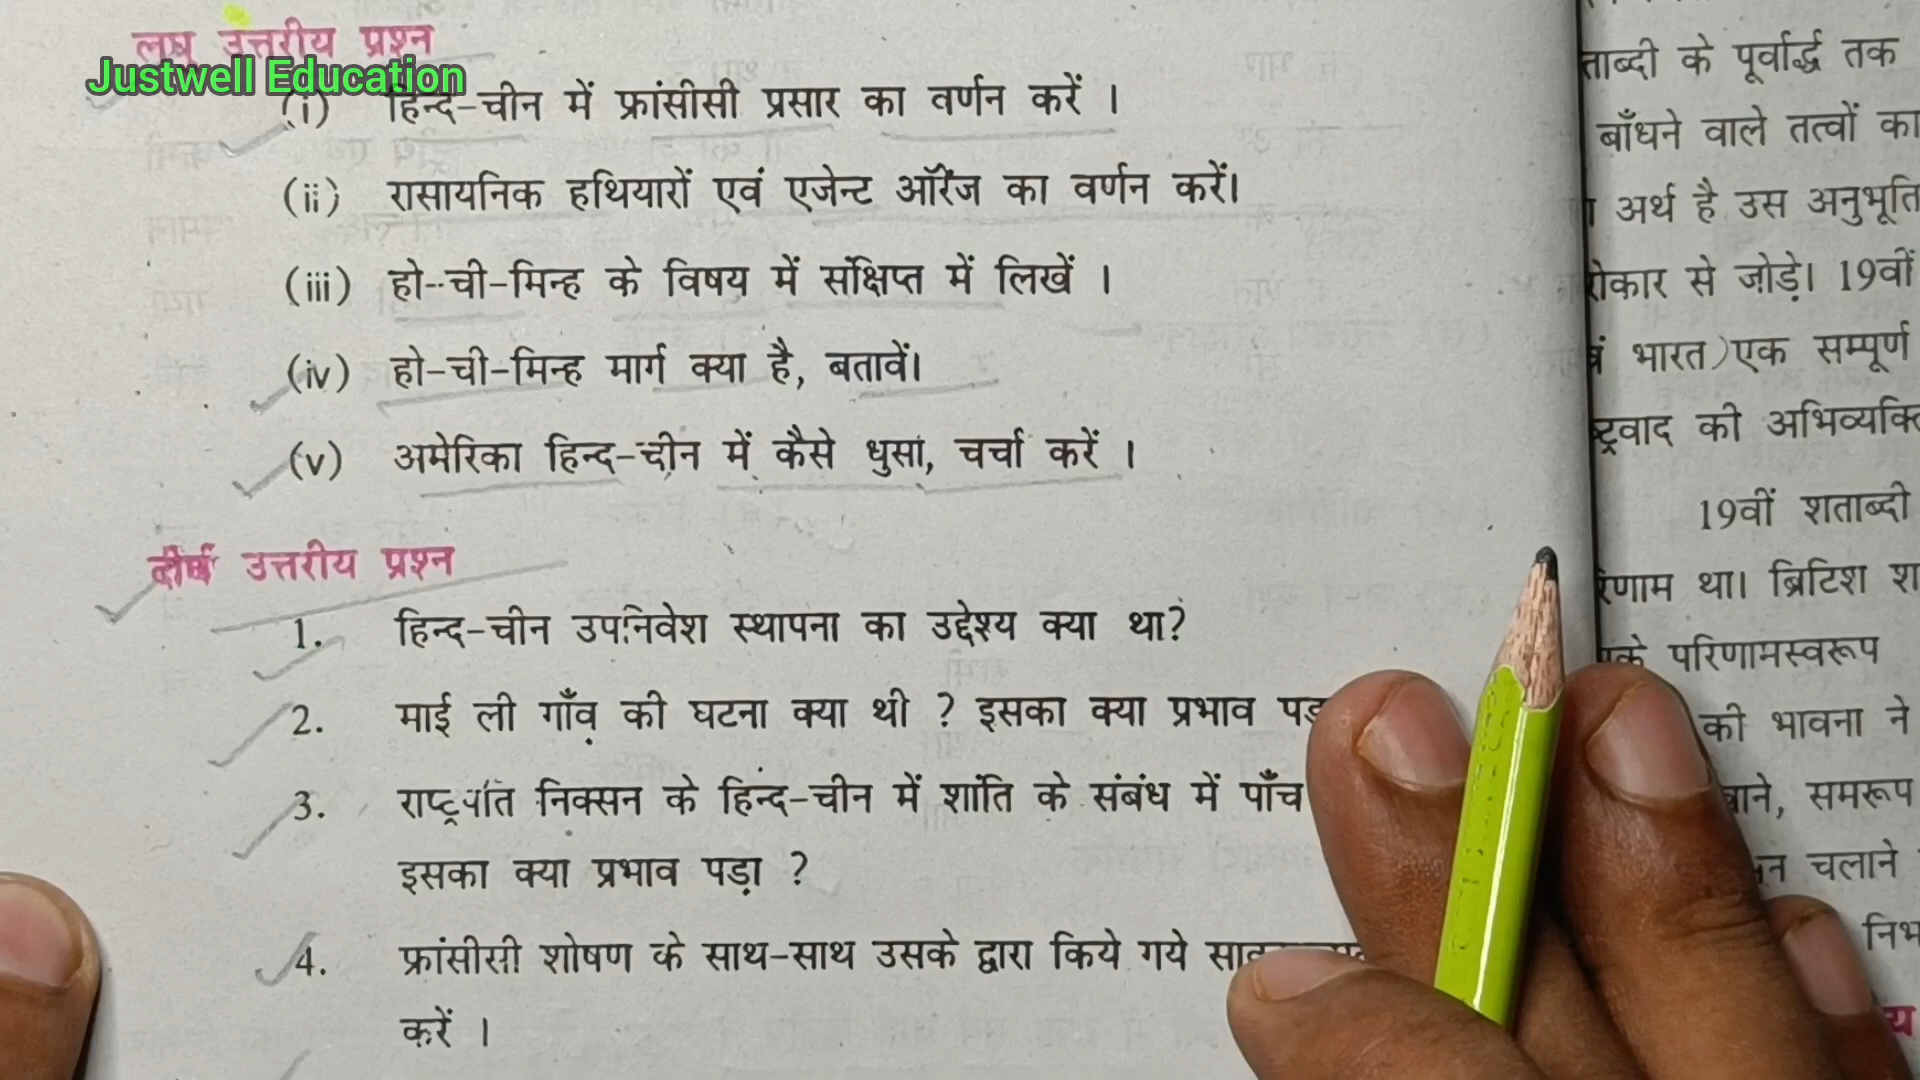 लघु उत्तरीय प्रश्न
Justwell Education
(i) हिन्द-चीन में फ्रांसीसी प्रसार का वर्णन करें ।
(ii) रासायनिक हथियारों एवं एजेन्ट ऑरेंज का वर्णन करें।
(iii) हो-ची-मिन्ह के विषय में संक्षिप्त में लिखें ।
(iv) हो-ची-मिन्ह मार्ग क्या है, बतावें।
(v) अमेरिका हिन्द-चीन में कैसे धुसा, चर्चा करें ।
दीर्घ उत्तरीय प्रश्न
1. हिन्द-चीन उपनिवेश स्थापना का उद्देश्य क्या था?
2. माई ली गाँव की घटना क्या थी ? इसका क्या प्रभाव
3. राष्ट्रपति निक्सन के हिन्द-चीन में शांति के संबंध में पाँच
इसका क्या प्रभाव पड़ा ?
4. फ्रांसीसी शोषण के साथ-साथ उसके द्वारा किये गये
करें ।
के पूर्वार्द्ध तक
बाँधने वाले तत्वों का
अर्थ है उस अनुभूति
से जोड़े। 19वीं
भारत) एक सम्पूर्ण
की
19वीं शताब्दी
था। ब्रिटिश
परिणामस्वरूप
की भावना ने
समरूप
चलाने